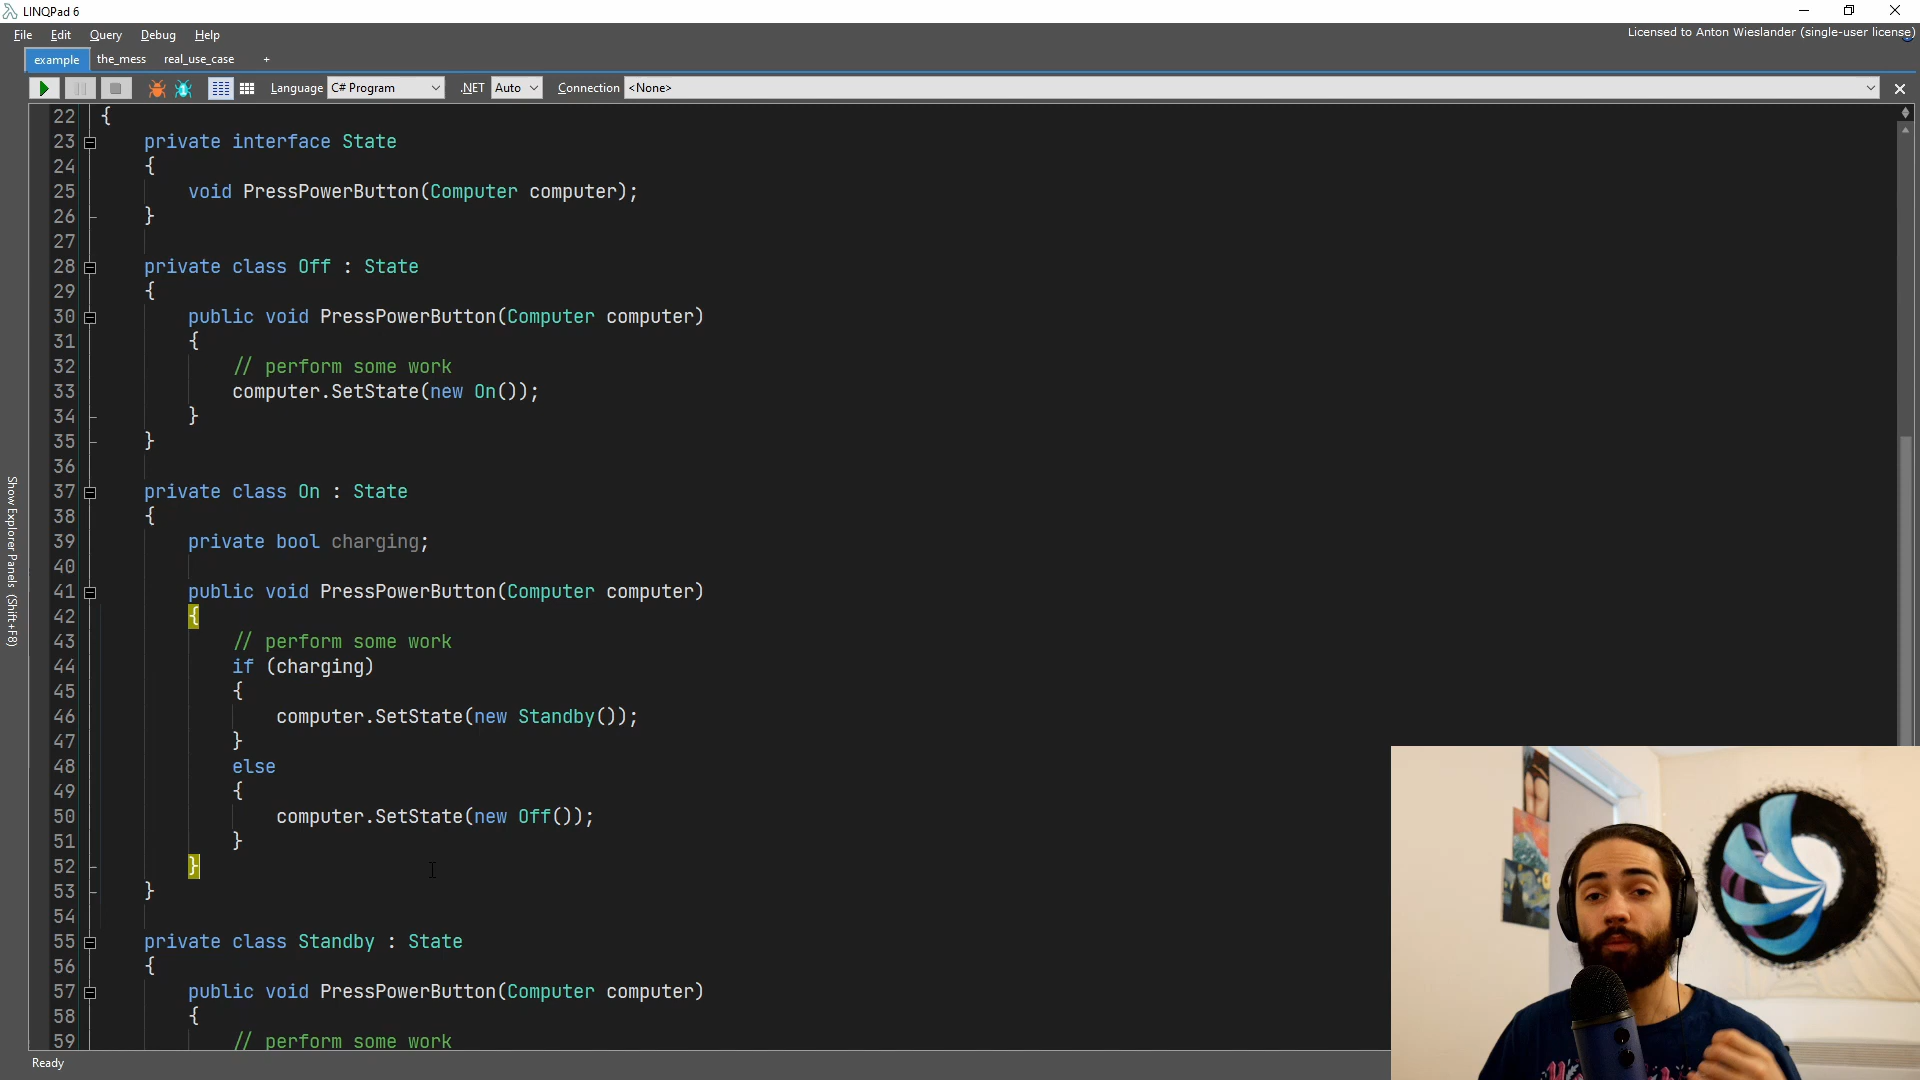 LINQPad 6
File Edit Query Debug Help
Licensed to Anton Wieslander (single-user license)
example the_mess real_use_case +
Language C# Program .NET Auto Connection <None>
22 {
23 private interface State
24 {
25 void PressPowerButton(Computer computer);
26 }
27
28 private class Off : State
29 {
30 public void PressPowerButton(Computer computer)
31 {
32 // perform some work
33 computer.SetState(new On());
34 }
35 }
36
37 private class On : State
38 {
39 private bool charging;
40
41 public void PressPowerButton(Computer computer)
42 {
43 // perform some work
44 if (charging)
45 {
46 computer.SetState(new Standby());
47 }
48 else
49 {
50 computer.SetState(new Off());
51 }
52 }
53 }
54
55 private class Standby : State
56 {
57 public void PressPowerButton(Computer computer)
58 {
59 // perform some work
Show Explorer Panels (Shift+F8)
Ready